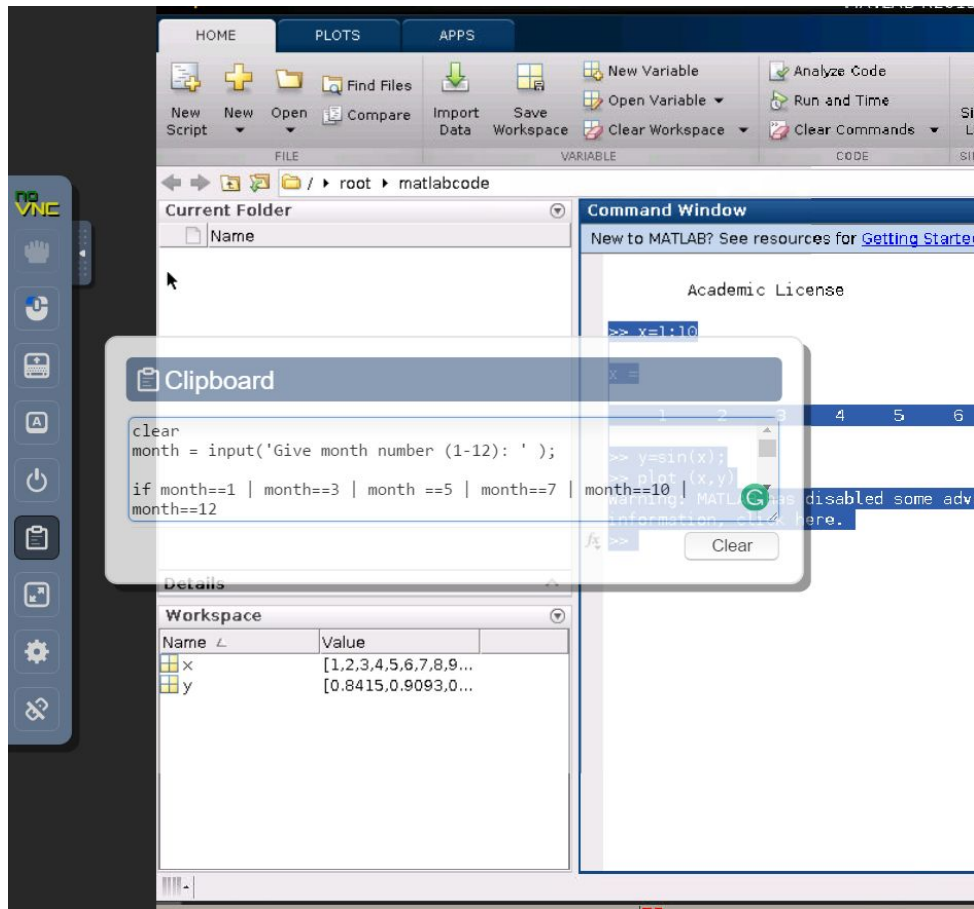 HOME PLOTS APPS
New Script
New
Open
Find Files
Compare
Import Data
Save Workspace
New Variable
Open Variable
Clear Workspace
Analyze Code
Run and Time
Clear Commands
FILE VARIABLE CODE
/ root matlabcode
no
VNC
Current Folder
Name
Command Window
New to MATLAB? See resources for Getting Started
Academic License
>> x=1:10
x =
1 2 3 4 5 6
>> y=sin(x);
>> plot (x,y)
Warning: MATLAB has disabled some adv
information, click here.
fx >>
Clipboard
clear
month = input('Give month number (1-12): ' );
if month==1 | month==3 | month ==5 | month==7 | month==10 |
month==12
Clear
Details
Workspace
Name Value
x [1,2,3,4,5,6,7,8,9...
y [0.8415,0.9093,0...